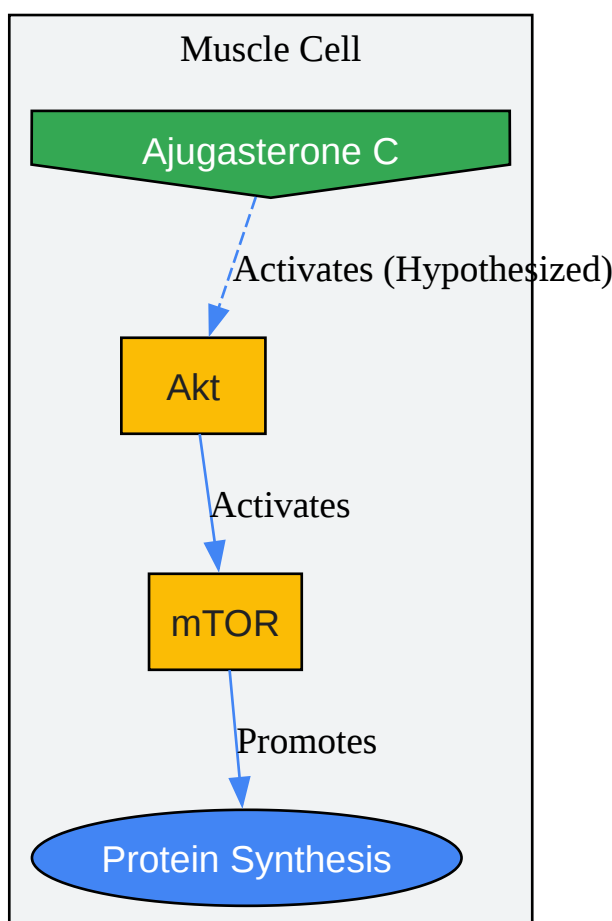 Muscle Cell
Ajugasterone C
Activates (Hypothesized)
Akt
Activates
mTOR
Promotes
Protein Synthesis